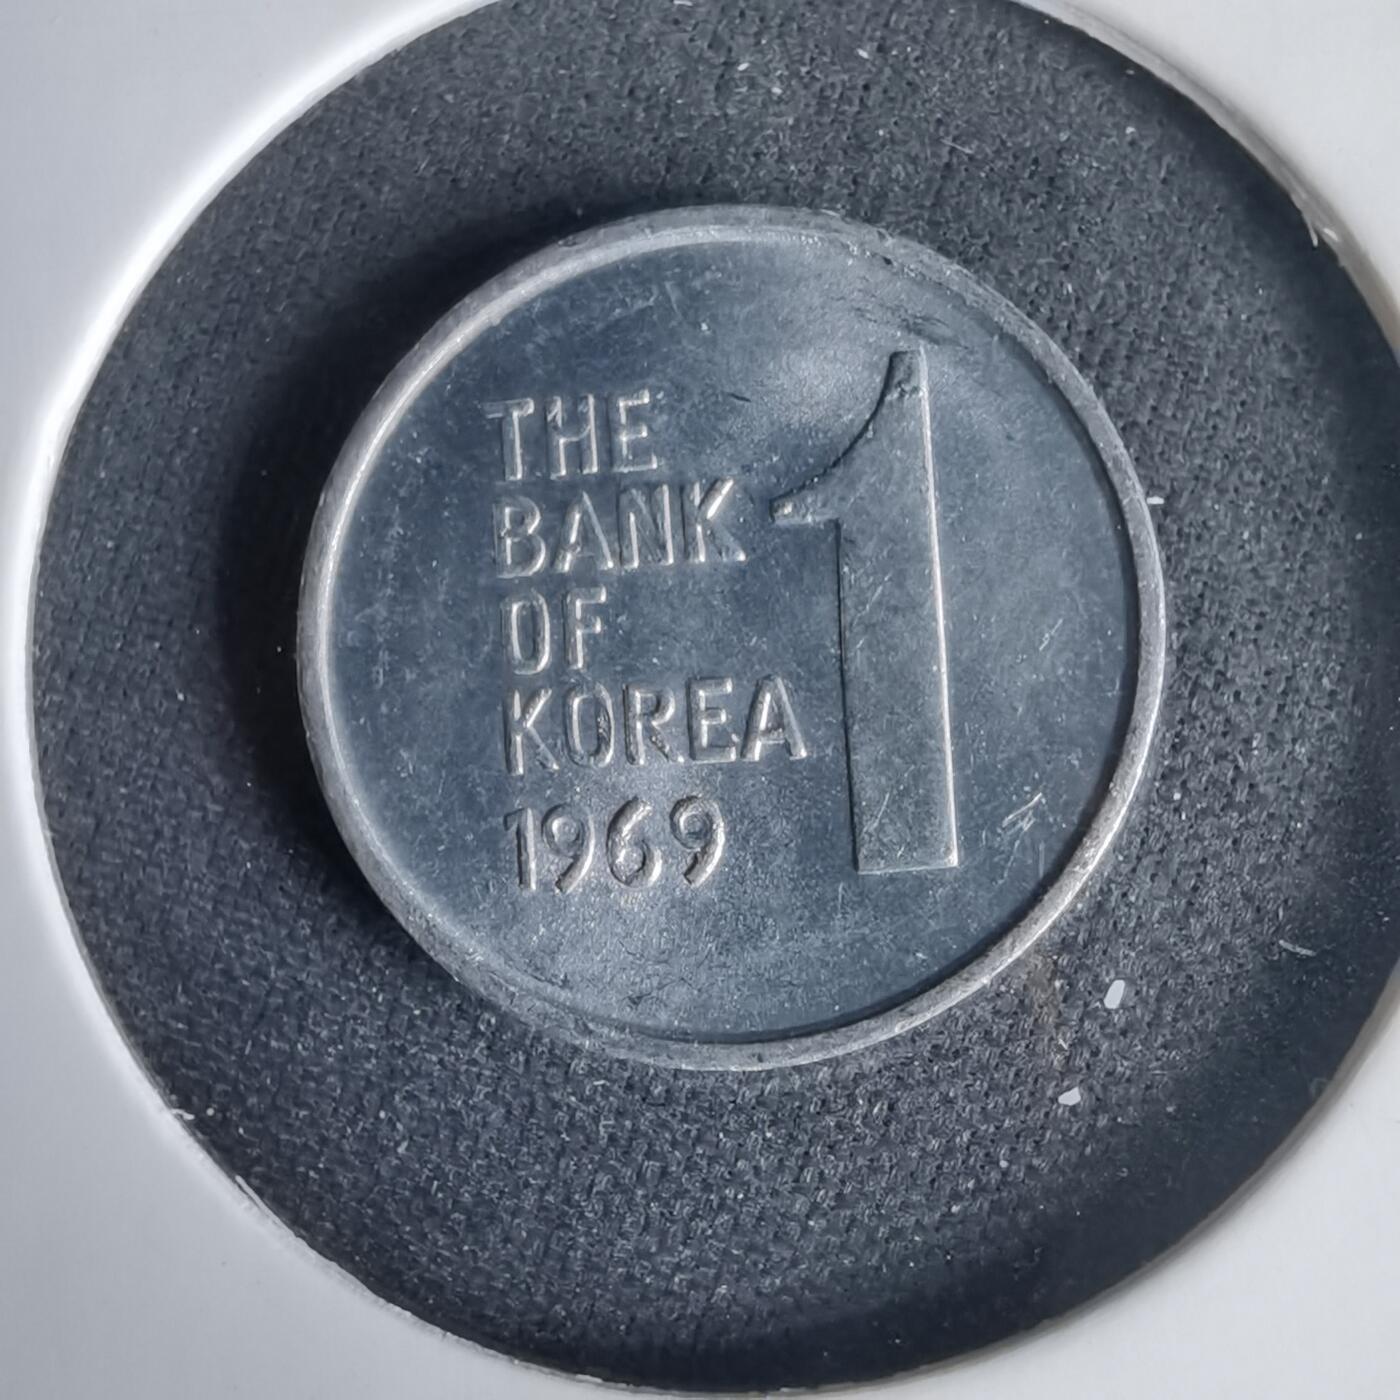 THE
BANK
OF
KOREA
1969
1